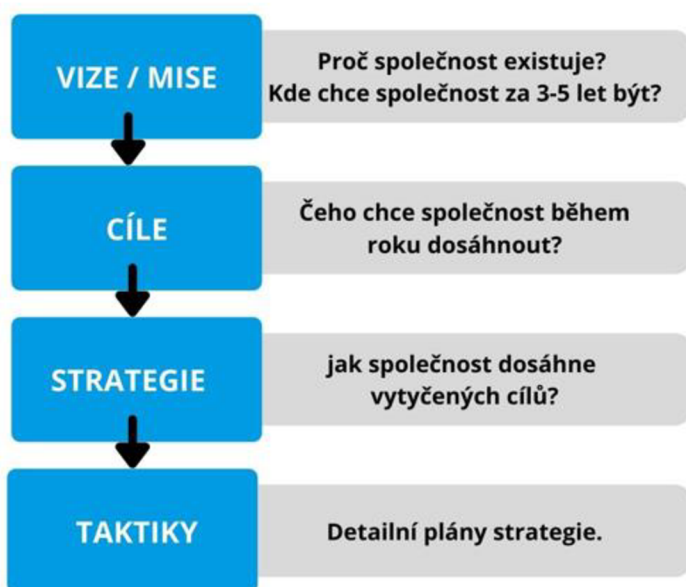 VIZE / MISE
Proč společnost existuje?
Kde chce společnost za 3-5 let být?
CÍLE
Čeho chce společnost během
roku dosáhnout?
STRATEGIE
jak společnost dosáhne
vytyčených cílů?
TAKTIKY
Detailní plány strategie.